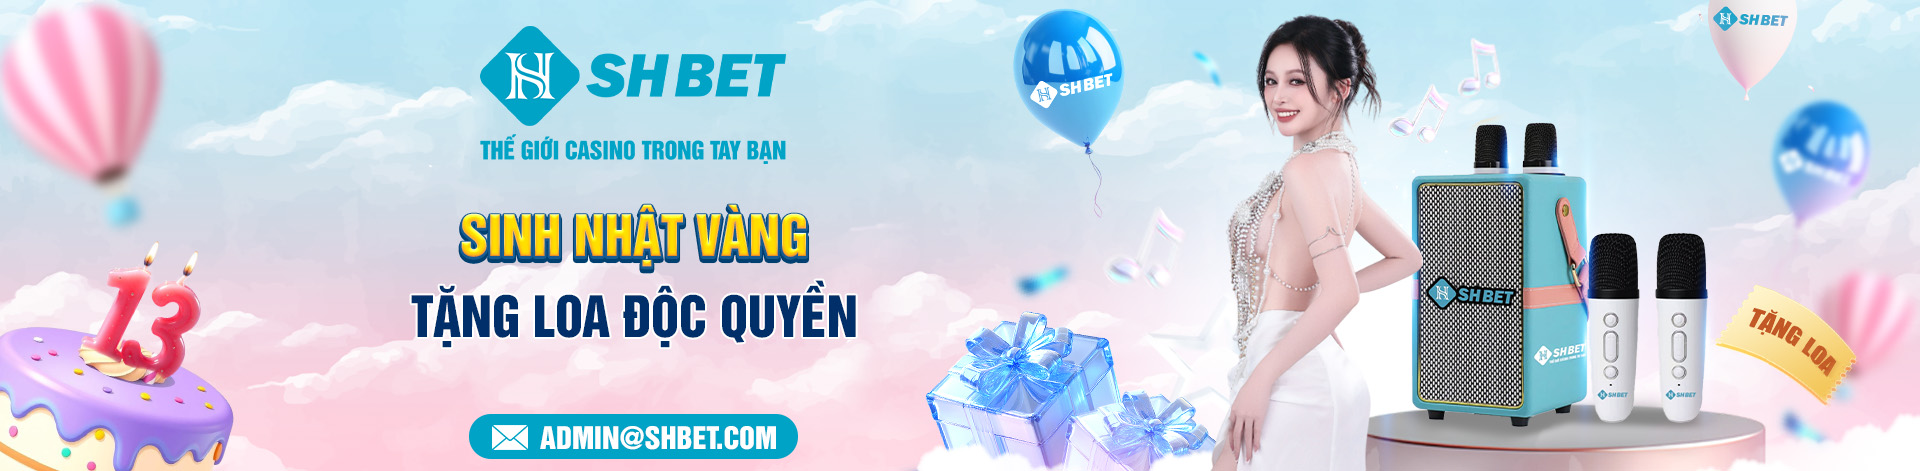 SHBET
THẾ GIỚI CASINO TRONG TAY BẠN
SINH NHẬT VÀNG
TẶNG LOA ĐỘC QUYỀN
ADMIN@SHBET.COM
13
SHBET
SHBET
SHBET
SHBET
SHBET
SHBET
SHBET
TẶNG LOA